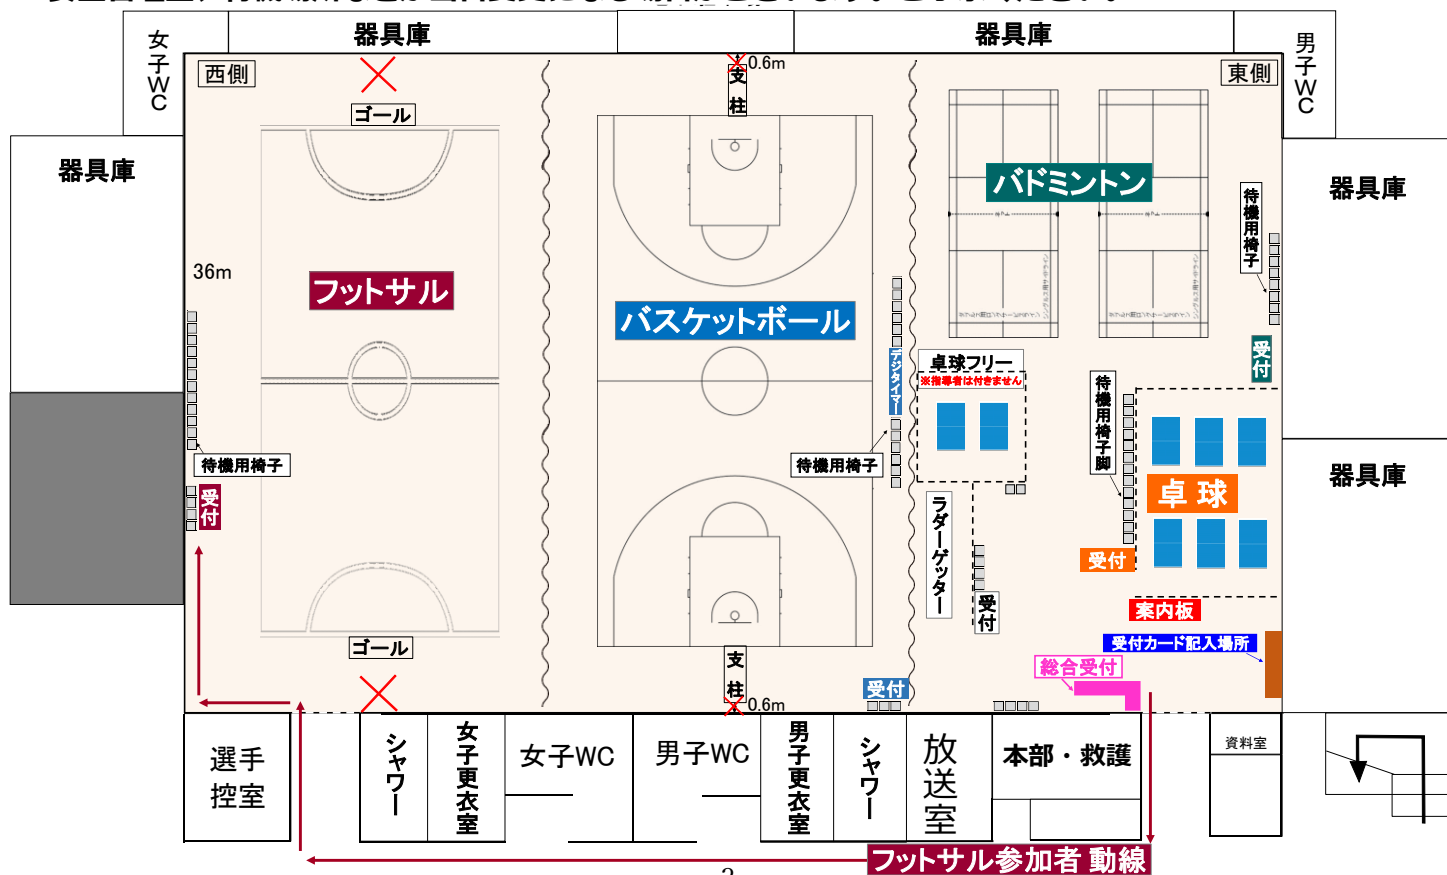 器具庫
器具庫
女子WC
男子WC
西側
東側
0.6m
支柱
ゴール
器具庫
バドミントン
器具庫
待機用椅子
36m
フットサル
バスケットボール
デジタイマー
卓球フリー
※指導者は付きません
受付
待機用椅子脚
待機用椅子
待機用椅子
受付
卓球
器具庫
ラダーゲッター
受付
受付
案内板
受付カード記入場所
ゴール
支柱
総合受付
受付
0.6m
選手
控室
シャワー
女子更衣室
女子WC
男子WC
男子更衣室
シャワー
放送室
本部・救護
資料室
フットサル参加者 動線